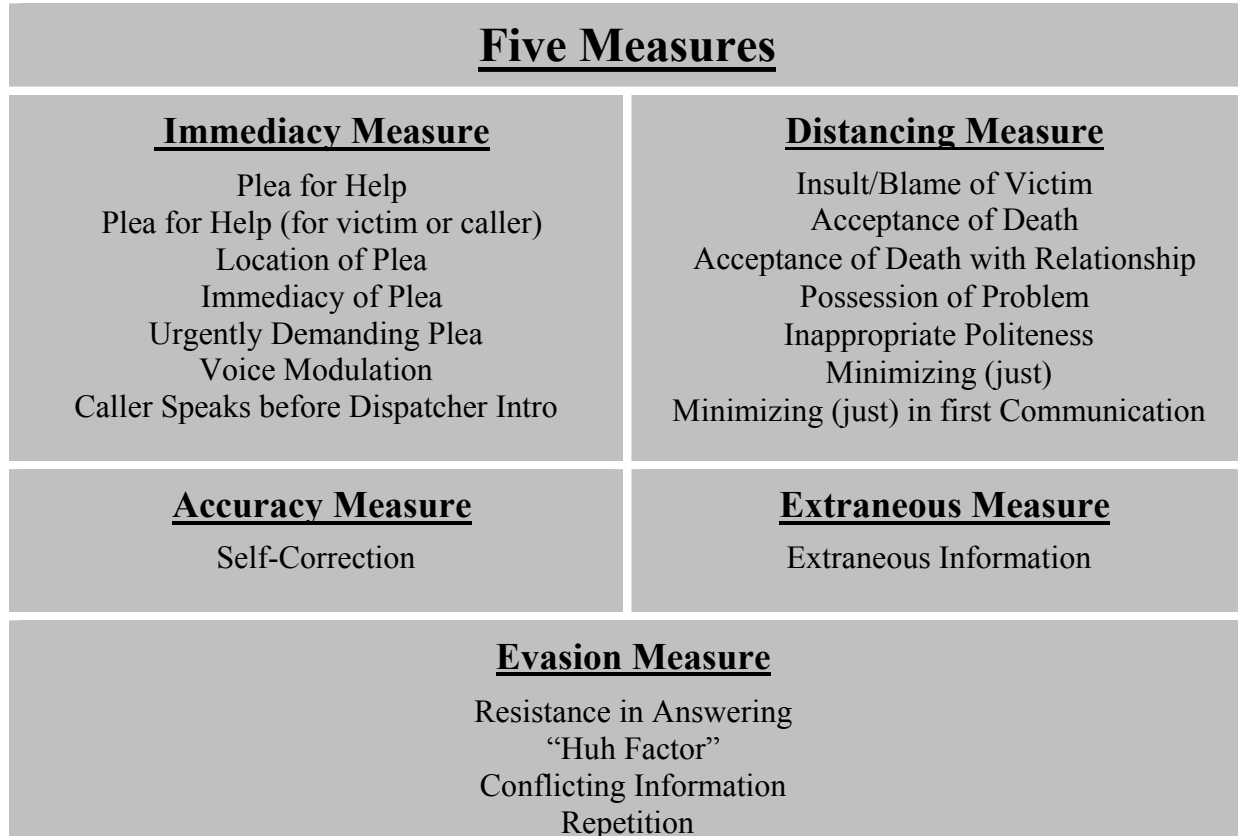 Five Measures
Immediacy Measure
Plea for Help
Plea for Help (for victim or caller)
Location of Plea
Immediacy of Plea
Urgently Demanding Plea
Voice Modulation
Caller Speaks before Dispatcher Intro
Distancing Measure
Insult/Blame of Victim
Acceptance of Death
Acceptance of Death with Relationship
Possession of Problem
Inappropriate Politeness
Minimizing (just)
Minimizing (just) in first Communication
Accuracy Measure
Self-Correction
Extraneous Measure
Extraneous Information
Evasion Measure
Resistance in Answering
“Huh Factor”
Conflicting Information
Repetition